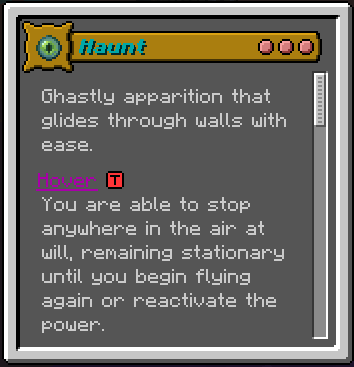 Haunt
Ghastly apparition that
glides through walls with
ease.
Hover T
You are able to stop
anywhere in the air at
will, remaining stationary
until you begin flying
again or reactivate the
power.